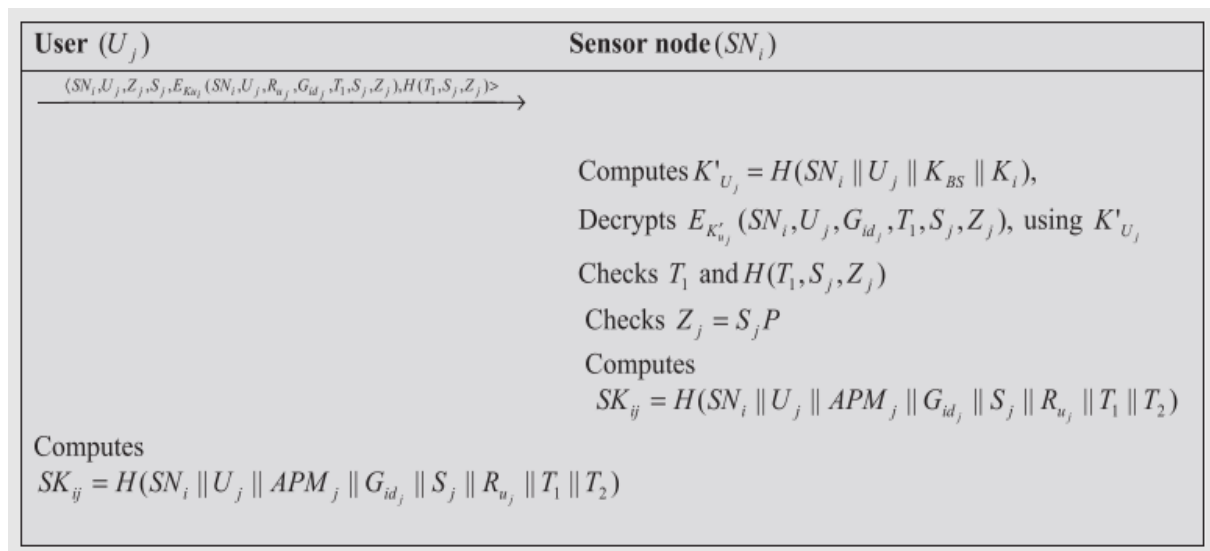 User (U_j) Sensor node(SN_i)
⟨SN_i,U_j,Z_j,S_j,E_{Ku_j}(SN_i,U_j,R_{u_j},G_{id_j},T_1,S_j,Z_j),H(T_1,S_j,Z_j)>
Computes K'_{U_j} = H(SN_i || U_j || K_{BS} || K_i),
Decrypts E_{K'_{u_j}}(SN_i,U_j,G_{id_j},T_1,S_j,Z_j), using K'_{U_j}
Checks T_1 and H(T_1,S_j,Z_j)
Checks Z_j = S_jP
Computes
SK_{ij} = H(SN_i || U_j || APM_j || G_{id_j} || S_j || R_{u_j} || T_1 || T_2)
Computes
SK_{ij} = H(SN_i || U_j || APM_j || G_{id_j} || S_j || R_{u_j} || T_1 || T_2)